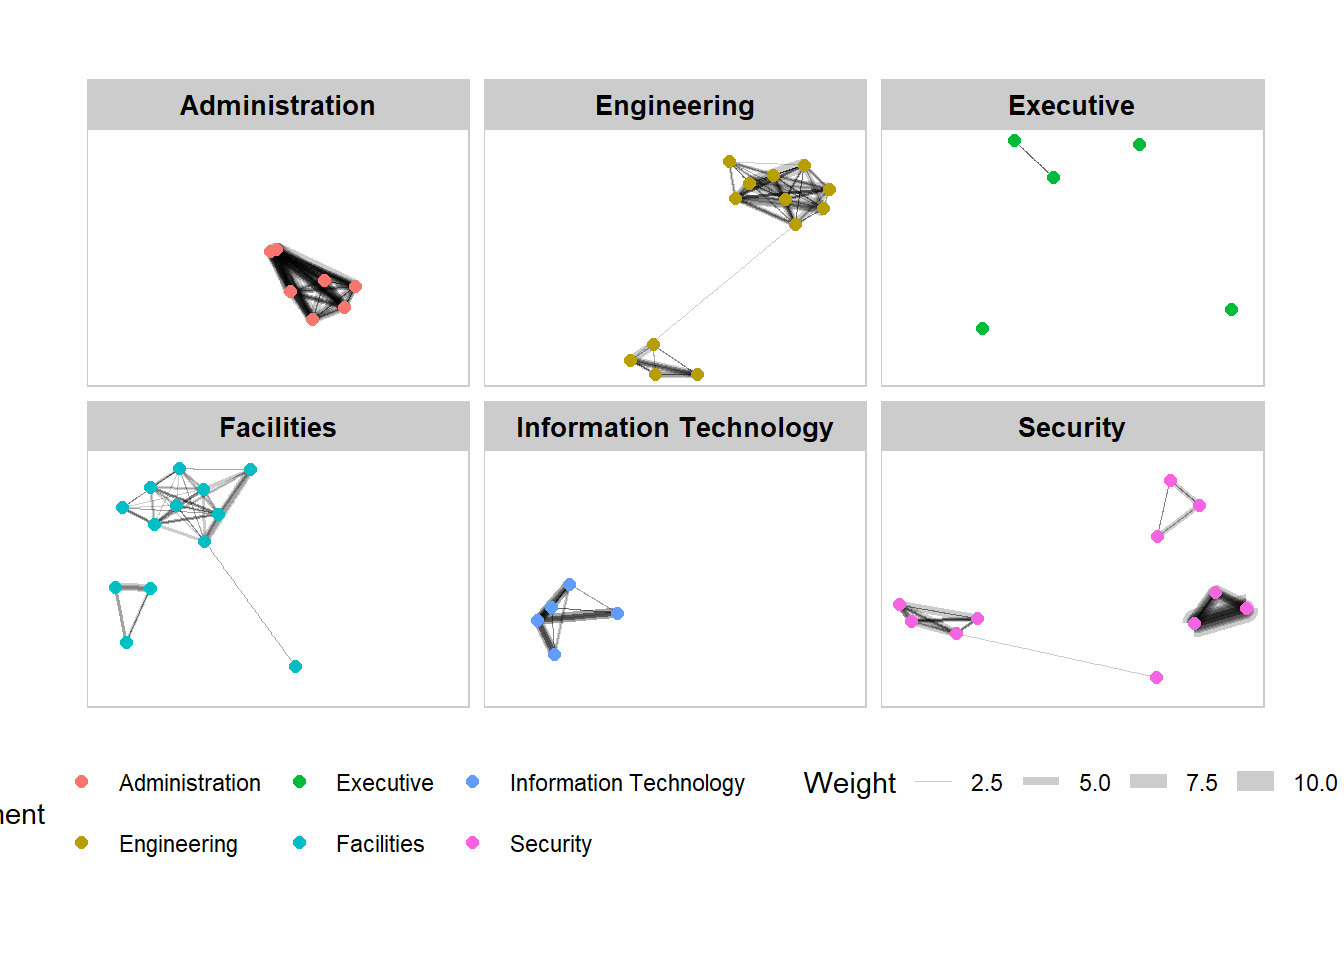 Administration
Engineering
Executive
Facilities
Information Technology
Security
Administration Executive Information Technology Weight 2.5 5.0 7.5 10.0
Engineering Facilities Security